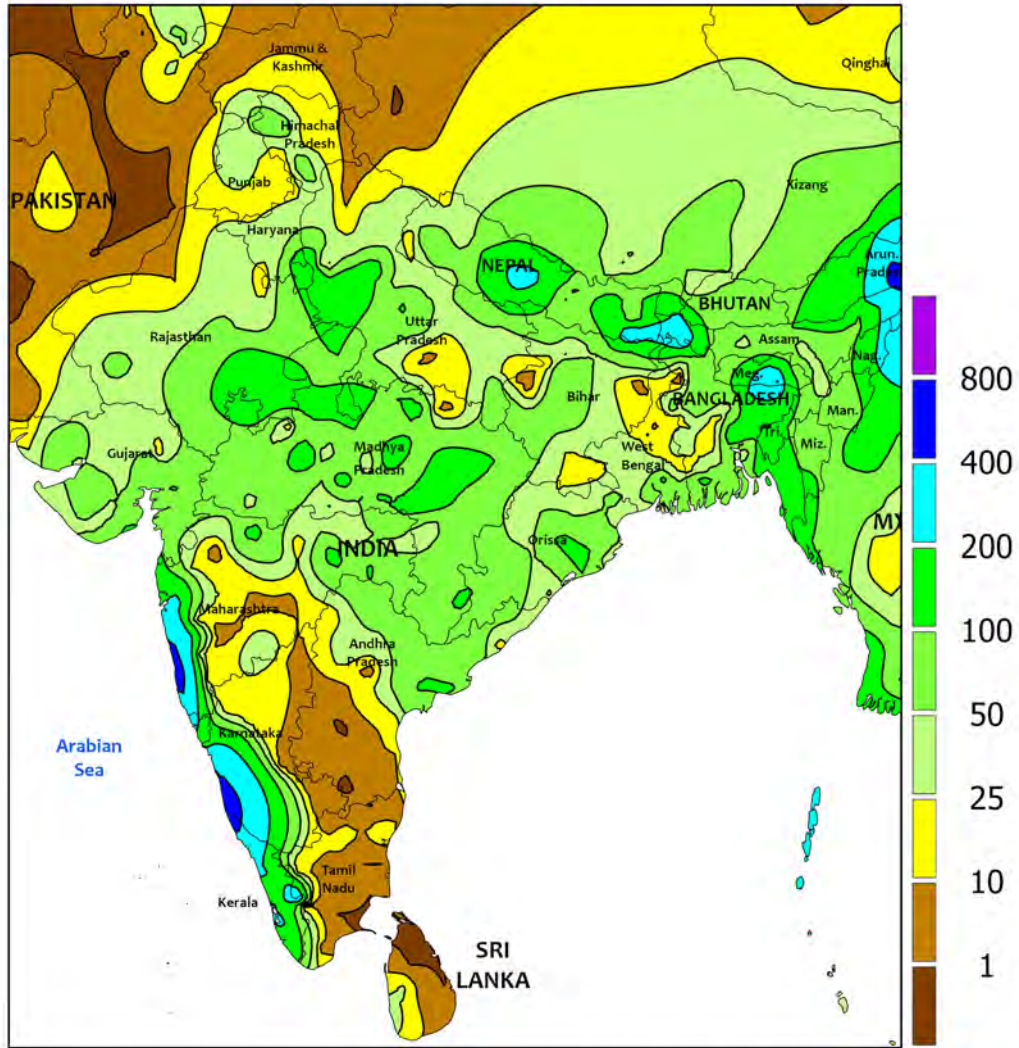 Jammu &
Kashmir
Qinghai
Himachal
Pradesh
Punjab
Xizang
PAKISTAN
Haryana
Arun.
Prade
NEPAL
BHUTAN
Rajasthan
Uttar
Pradesh
Assam
Nag.
Meg.
BANGLADESH
Bihar
Man.
Tri.
Miz.
Gujarat
Madhya
Pradesh
West
Bengal
INDIA
Orissa
MY
Maharashtra
Andhra
Pradesh
Karnataka
Arabian
Sea
Tamil
Nadu
Kerala
SRI
LANKA
800
400
200
100
50
25
10
1